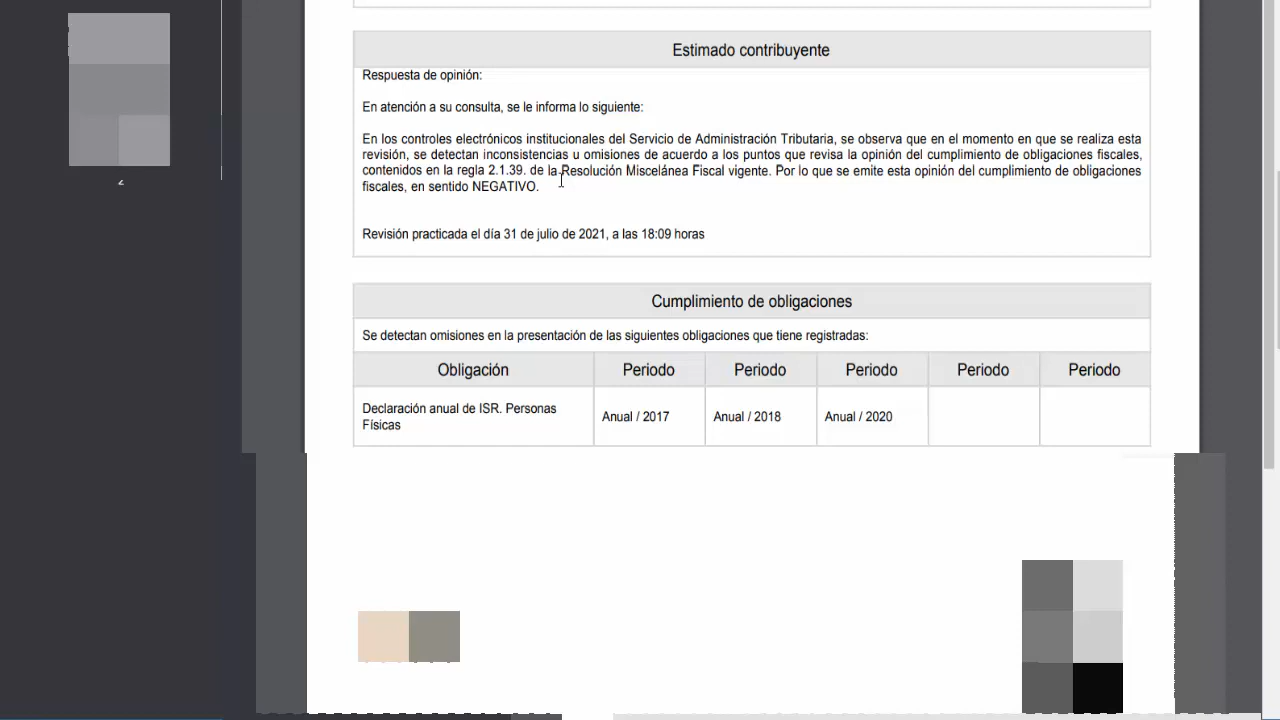 Estimado contribuyente
Respuesta de opinión:
En atención a su consulta, se le informa lo siguiente:
En los controles electrónicos institucionales del Servicio de Administración Tributaria, se observa que en el momento en que se realiza esta
revisión, se detectan inconsistencias u omisiones de acuerdo a los puntos que revisa la opinión del cumplimiento de obligaciones fiscales,
contenidos en la regla 2.1.39. de la Resolución Miscelánea Fiscal vigente. Por lo que se emite esta opinión del cumplimiento de obligaciones
fiscales, en sentido NEGATIVO.
Revisión practicada el día 31 de julio de 2021, a las 18:09 horas
Cumplimiento de obligaciones
Se detectan omisiones en la presentación de las siguientes obligaciones que tiene registradas:
Obligación Periodo Periodo Periodo Periodo Periodo
Declaración anual de ISR. Personas
Físicas
Anual / 2017 Anual / 2018 Anual / 2020